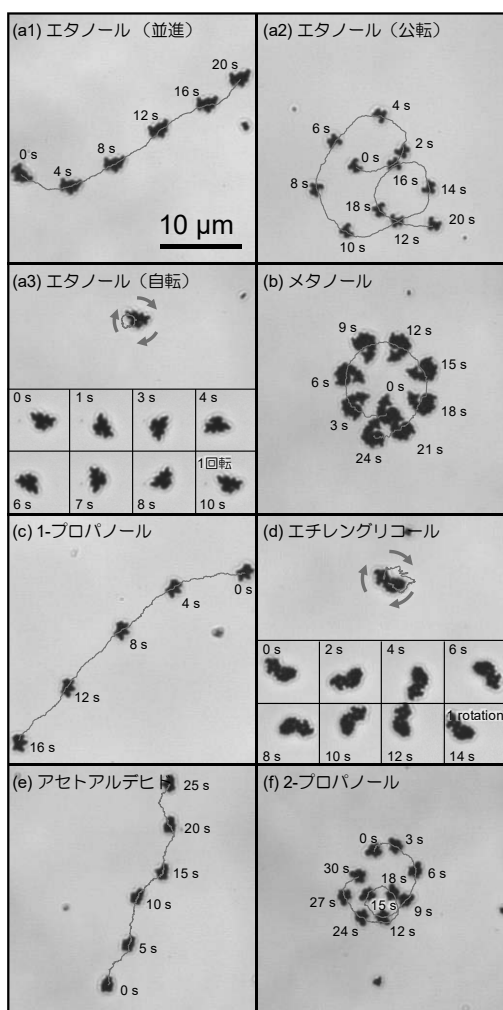 (a1) エタノール（並進）
20 s
16 s
12 s
8 s
0 s
4 s
10 μm
(a2) エタノール（公転）
4 s
6 s
2 s
0 s
16 s
8 s
14 s
18 s
20 s
10 s
12 s
(a3) エタノール（自転）
0 s
1 s
3 s
4 s
1回転
6 s
7 s
8 s
10 s
(b) メタノール
9 s
12 s
15 s
6 s
0 s
18 s
3 s
21 s
24 s
(c) 1-プロパノール
0 s
4 s
8 s
12 s
16 s
(d) エチレングリコール
0 s
2 s
4 s
6 s
1 rotation
8 s
10 s
12 s
14 s
(e) アセトアルデヒド
25 s
20 s
15 s
10 s
5 s
0 s
(f) 2-プロパノール
0 s
3 s
30 s
18 s
6 s
27 s
15 s
9 s
24 s
12 s